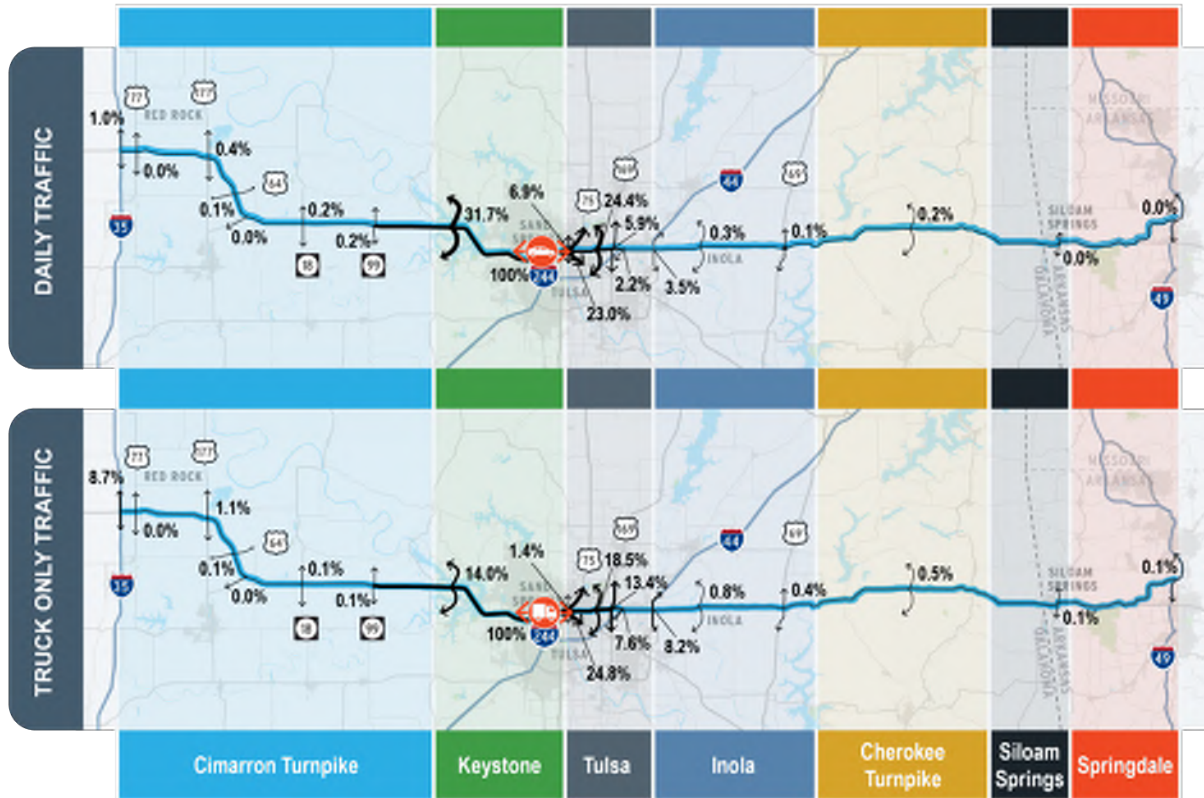 DAILY TRAFFIC
1.0%
77
177
RED ROCK
0.0%
0.4%
64
0.1%
0.0%
0.2%
0.2%
18
99
35
31.7%
6.9%
SAND
100%
244
TULSA
75
169
24.4%
5.9%
2.2%
23.0%
3.5%
0.3%
INOLA
44
69
0.1%
0.2%
MISSOURI
ARKANSAS
SILOAM
SPRINGS
0.0%
0.0%
OKLAHOMA
ARKANSAS
49
TRUCK ONLY TRAFFIC
8.7%
77
177
RED ROCK
0.0%
1.1%
64
0.1%
0.0%
0.1%
0.1%
18
99
35
14.0%
1.4%
SAND
100%
244
TULSA
75
169
18.5%
13.4%
7.6%
24.8%
8.2%
0.8%
INOLA
44
69
0.4%
0.5%
MISSOURI
ARKANSAS
SILOAM
SPRINGS
0.1%
0.1%
OKLAHOMA
ARKANSAS
49
Cimarron Turnpike
Keystone
Tulsa
Inola
Cherokee
Turnpike
Siloam
Springs
Springdale